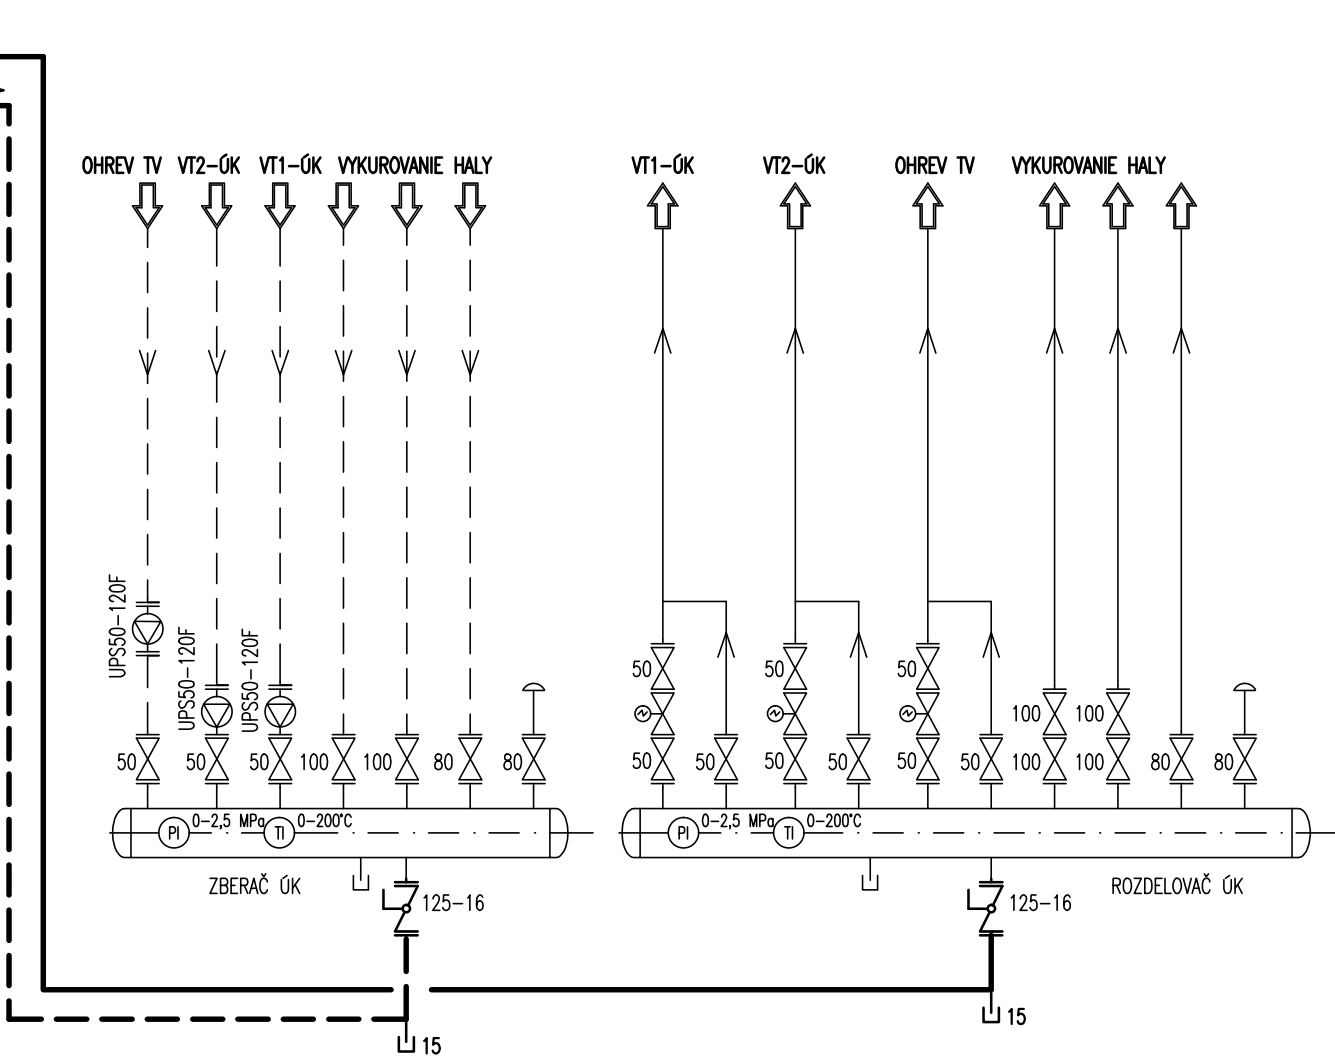 OHREV TV VT2-ÚK VT1-ÚK VYKUROVANIE HALY VT1-ÚK VT2-ÚK OHREV TV VYKUROVANIE HALY
UPS50-120F
UPS50-120F
UPS50-120F
50 50 50
100 100
50 50 50 100 100 80 80 50 50 50 50 50 50 100 100 80 80
PI 0-2,5 MPa TI 0-200°C PI 0-2,5 MPa TI 0-200°C
ZBERAČ ÚK ROZDELOVAČ ÚK
125-16 125-16
15
15